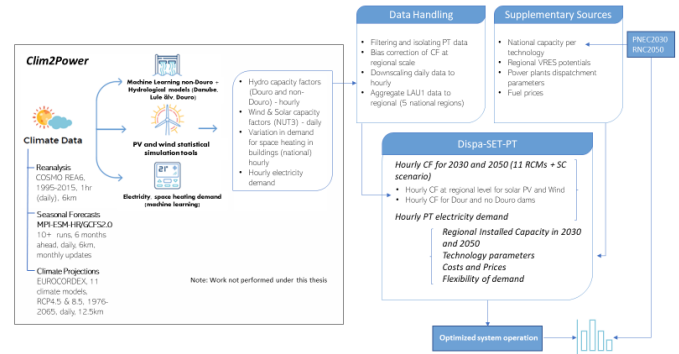 Clim2Power
Climate Data
Reanalysis
COSMO REA6,
1995-2015, 1hr
(daily), 6km
Seasonal Forecasts
MPI-ESM-HR/GCFS2.0
10+ runs, 6 months
ahead, daily, 6km,
monthly updates
Climate Projections
EUROCORDEX, 11
climate models,
RCP4.5 & 8.5, 1976-
2065, daily, 12.5km
Machine Learning non-Douro +
Hydrological models (Danube,
Lule älv, Douro)
PV and wind statistical
simulation tools
Electridty, space heating demand
(machine learning)
• Hydro capacity factors
(Douro and non-
Douro) - hourly
• Wind & Solar capacity
factors (NUT3) - daily
• Variation in demand
for space heating in
buildings (national)
hourly
• Hourly electricity
demand
Note: Work not performed under this thesis
Data Handling
• Filtering and isolating PT data
• Bias correction of CF at
regional scale
• Downscaling daily data to
hourly
• Aggregate LAU1 data to
regional (5 national regions)
Supplementary Sources
• National capacity per
technology
• Regional VRES potentials
• Power plants dispatchment
parameters
• Fuel prices
PNEC2030
RNC2050
Dispa-SET-PT
Hourly CF for 2030 and 2050 (11 RCMs + SC
scenario)
• Hourly CF at regional level for solar PV and Wind
• Hourly CF for Dour and no Douro dams
Hourly PT electricity demand
Regional Installed Capacity in 2030
and 2050
Technology parameters
Costs and Prices
Flexibility of demand
Optimized system operation